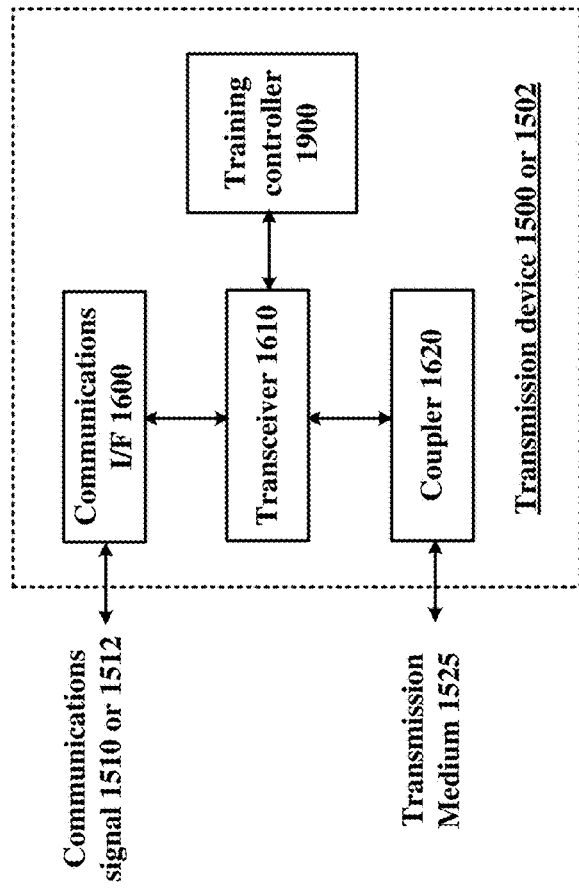 Communications
signal 1510 or 1512
Communications
I/F 1600
Transceiver 1610
Training
controller
1900
Transmission
Medium 1525
Coupler 1620
Transmission device 1500 or 1502